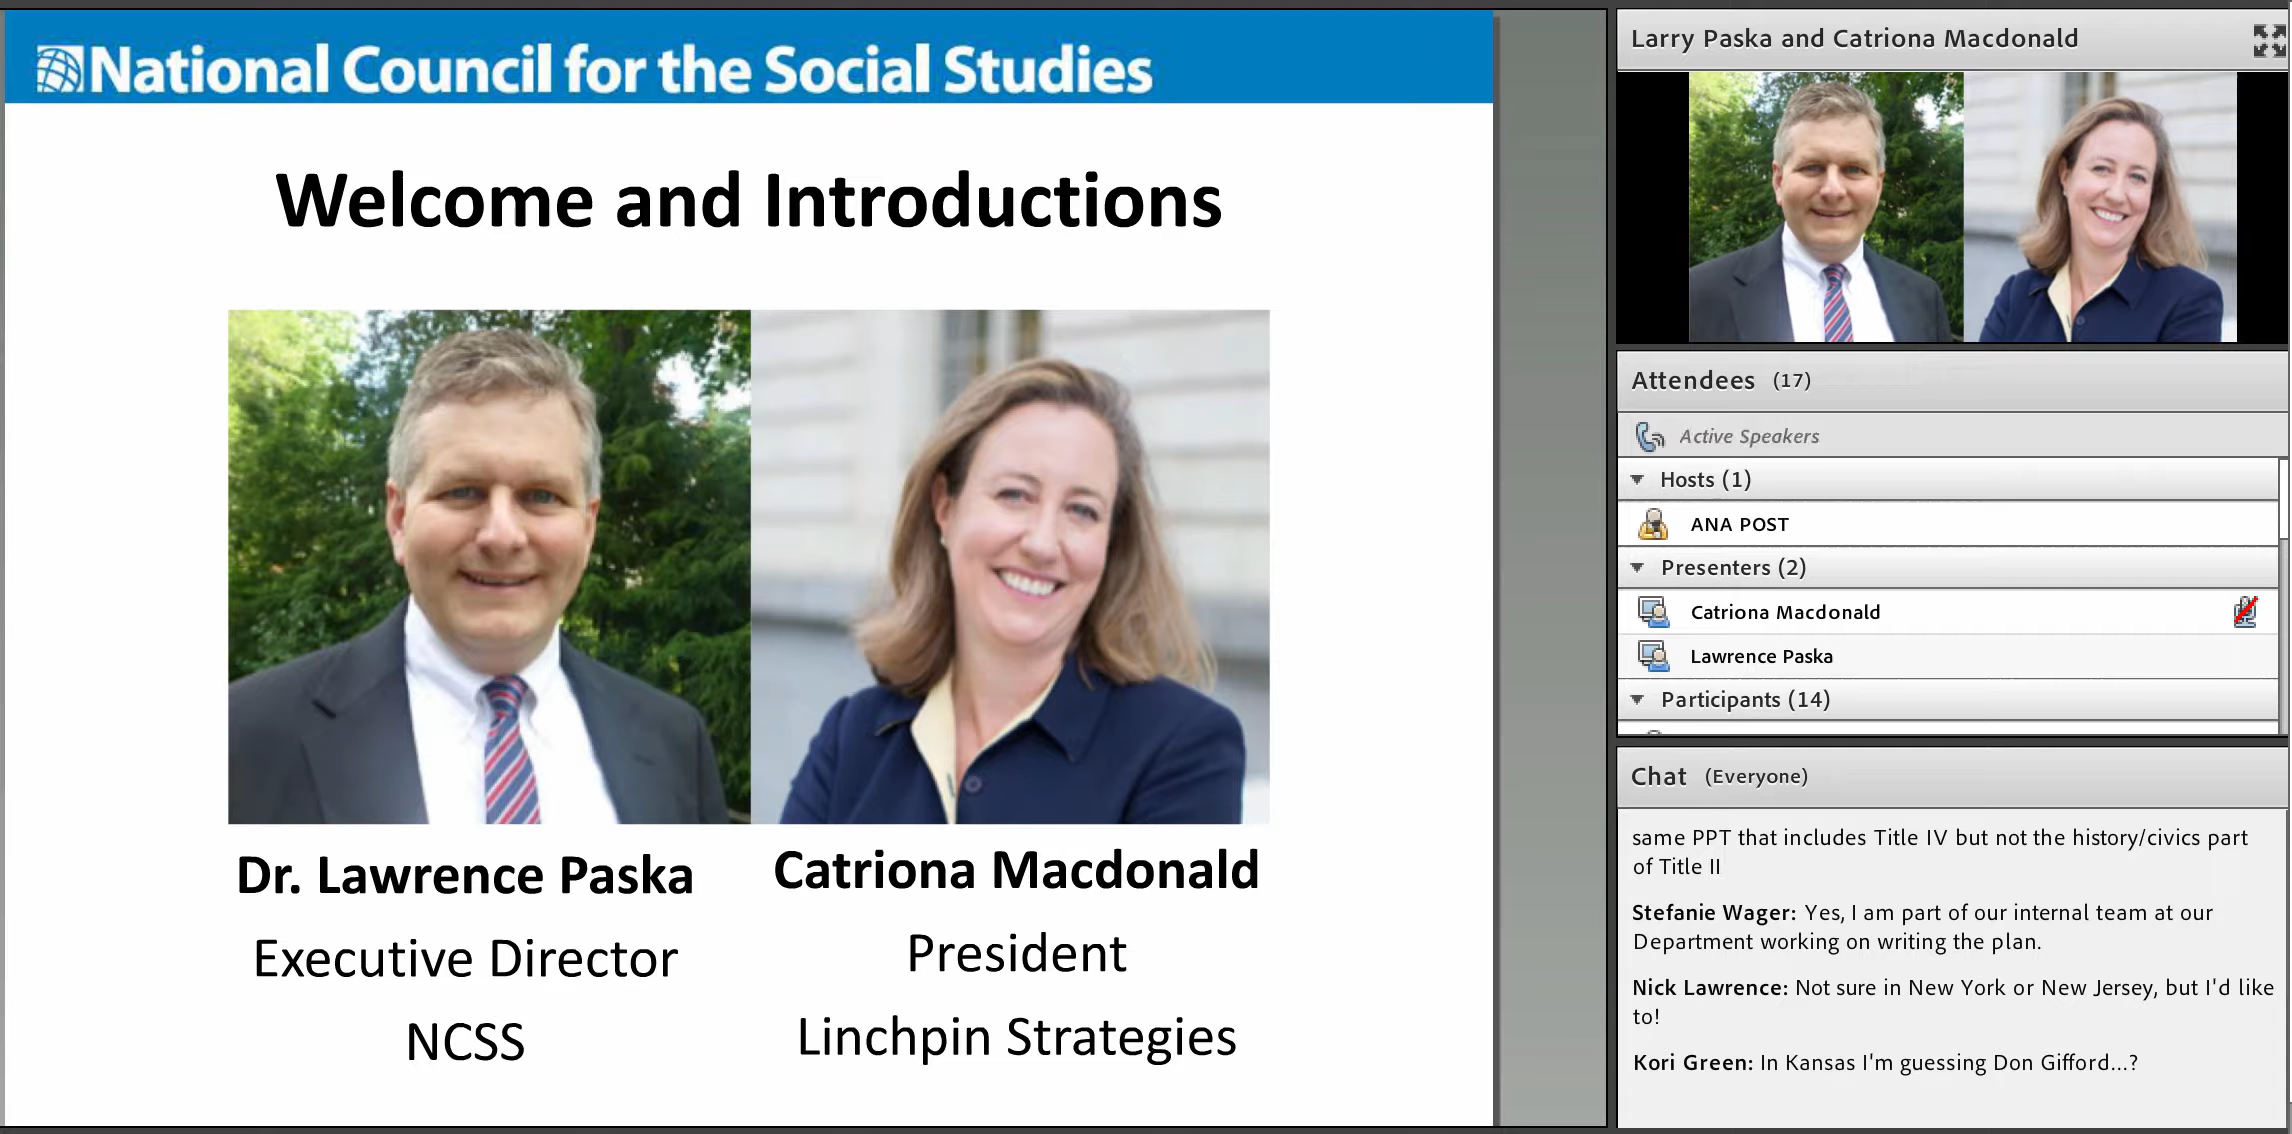 National Council for the Social Studies
Welcome and Introductions
Dr. Lawrence Paska
Executive Director
NCSS
Catriona Macdonald
President
Linchpin Strategies
Larry Paska and Catriona Macdonald
Attendees (17)
Active Speakers
Hosts (1)
ANA POST
Presenters (2)
Catriona Macdonald
Lawrence Paska
Participants (14)
Chat (Everyone)
same PPT that includes Title IV but not the history/civics part
of Title II
Stefanie Wager: Yes, I am part of our internal team at our
Department working on writing the plan.
Nick Lawrence: Not sure in New York or New Jersey, but I'd like
to!
Kori Green: In Kansas I'm guessing Don Gifford...?